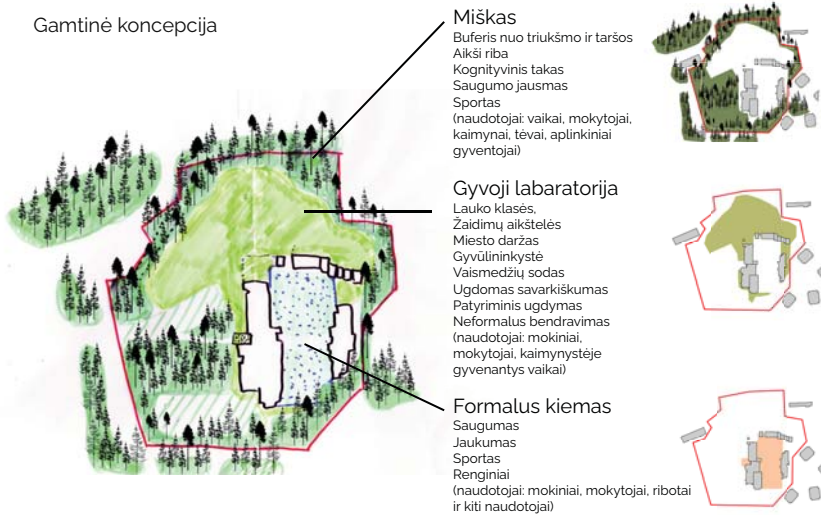 Gamtinė koncepcija
Miškas
Buferis nuo triukšmo ir taršos
Aikši riba
Kognityvinis takas
Saugumo jausmas
Sportas
(naudotojai: vaikai, mokytojai,
kaimynai, tėvai, aplinkiniai
gyventojai)
Gyvoji labaratorija
Lauko klasės,
Žaidimų aikštelės
Miesto daržas
Gyvūlininkystė
Vaismedžių sodas
Ugdomas savarkiškumas
Patyriminis ugdymas
Neformalus bendravimas
(naudotojai: mokiniai,
mokytojai, kaimynystėje
gyvenantys vaikai)
Formalus kiemas
Saugumas
Jaukumas
Sportas
Renginiai
(naudotojai: mokiniai, mokytojai, ribotai
ir kiti naudotojai)